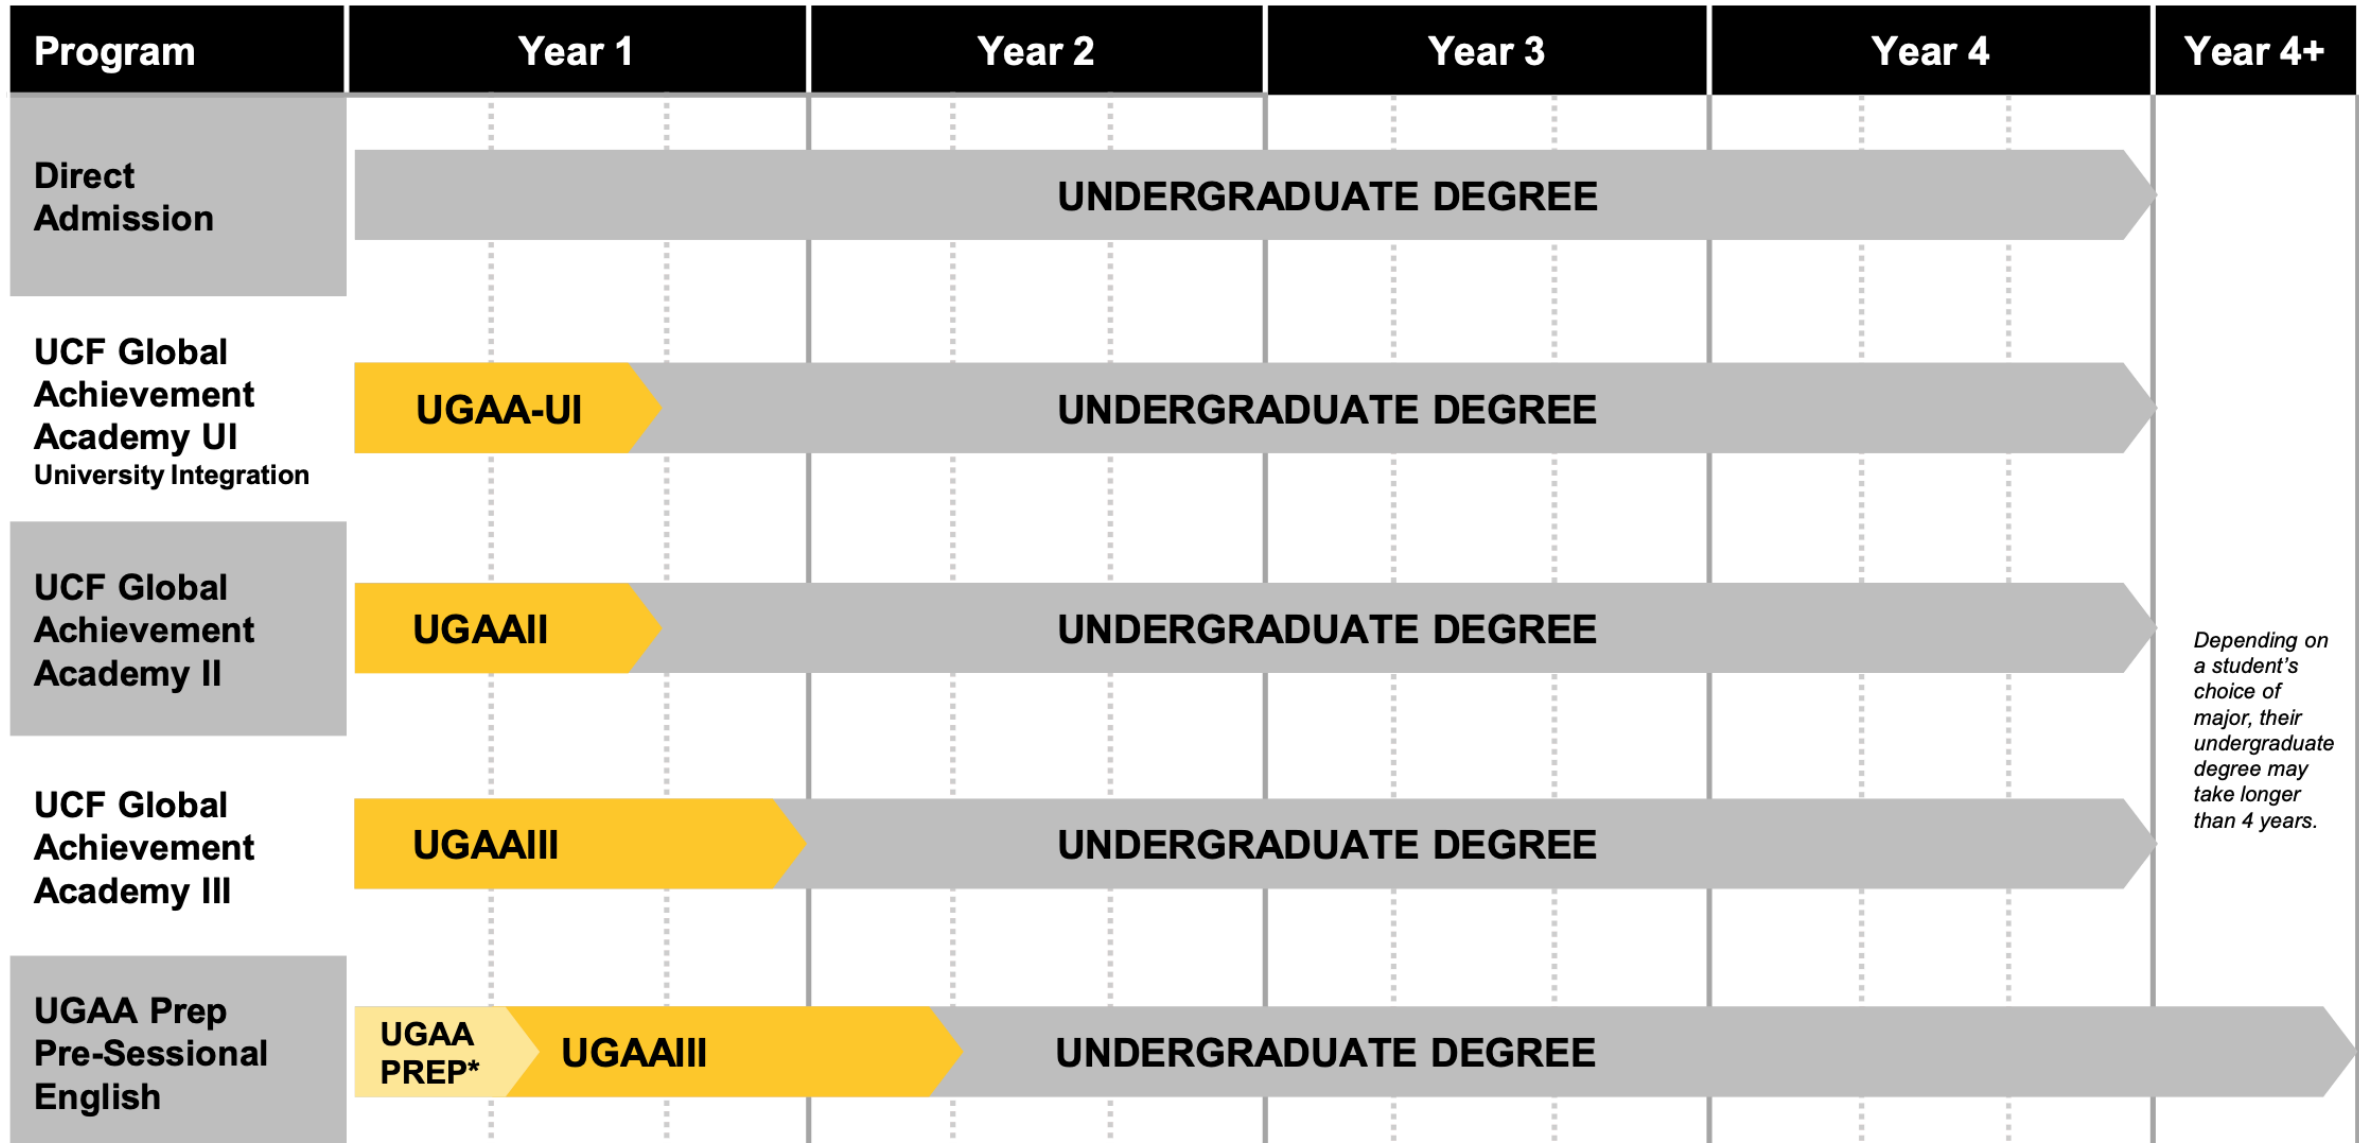 Program
Year 1
Year 2
Year 3
Year 4
Year 4+
Direct
Admission
UNDERGRADUATE DEGREE
UCF Global
Achievement
Academy UI
University Integration
UGAA-UI
UNDERGRADUATE DEGREE
UCF Global
Achievement
Academy II
UGAAII
UNDERGRADUATE DEGREE
UCF Global
Achievement
Academy III
UGAAIII
UNDERGRADUATE DEGREE
Depending on
a student’s
choice of
major, their
undergraduate
degree may
take longer
than 4 years.
UGAA Prep
Pre-Sessional
English
UGAA
PREP*
UGAAIII
UNDERGRADUATE DEGREE